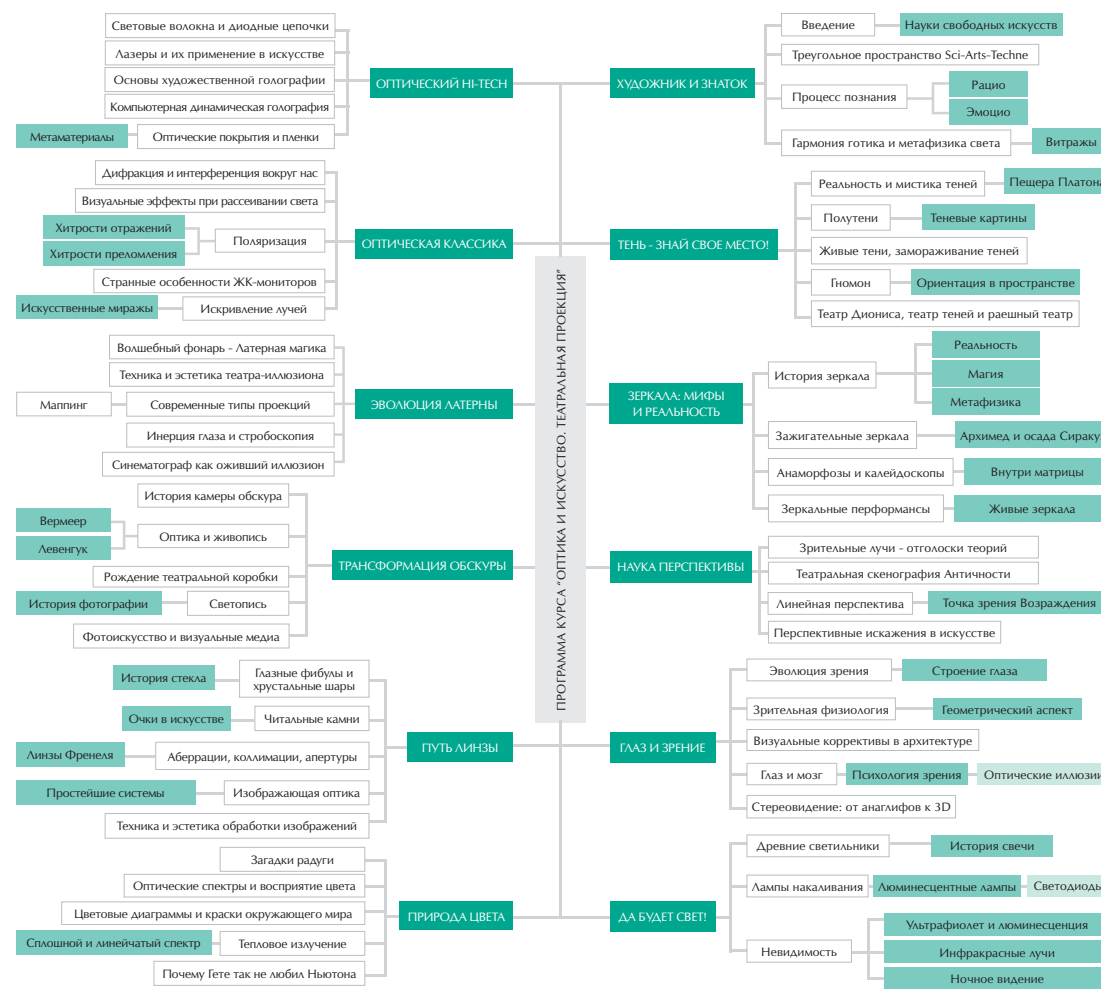 Световые волокна и диодные цепочки
Лазеры и их применение в искусстве
Основы художественной голографии
Компьютерная динамическая голография
Метаматериалы
Оптические покрытия и пленки
ОПТИЧЕСКИЙ HI-TECH
Дифракция и интерференция вокруг нас
Визуальные эффекты при рассеивании света
Хитрости отражений
Хитрости преломления
Поляризация
Странные особенности ЖК-мониторов
Искусственные миражы
Искривление лучей
ОПТИЧЕСКАЯ КЛАССИКА
Волшебный фонарь - Латерная магика
Техника и эстетика театра-иллюзиона
Маппинг
Современные типы проекций
Инерция глаза и стробоскопия
Синематограф как оживший иллюзион
ЭВОЛЮЦИЯ ЛАТЕРНЫ
История камеры обскура
Вермеер
Левенгук
Оптика и живопись
Рождение театральной коробки
История фотографии
Светопись
Фотоискусство и визуальные медиа
ТРАНСФОРМАЦИЯ ОБСКУРЫ
История стекла
Глазные фибулы и
хрустальные шары
Очки в искусстве
Читальные камни
Линзы Френеля
Аберрации, коллимации, апертуры
Простейшие системы
Изображающая оптика
Техника и эстетика обработки изображений
ПУТЬ ЛИНЗЫ
Загадки радуги
Оптические спектры и восприятие цвета
Цветовые диаграммы и краски окружающего мира
Сплошной и линейчатый спектр
Тепловое излучение
Почему Гете так не любил Ньютона
ПРИРОДА ЦВЕТА
ПРОГРАММА КУРСА "ОПТИКА И ИСКУССТВО. ТЕАТРАЛЬНАЯ ПРОЕКЦИЯ"
ХУДОЖНИК И ЗНАТОК
Введение
Науки свободных искусств
Треугольное пространство Sci-Arts-Techne
Процесс познания
Рацио
Эмоцио
Гармония готика и метафизика света
Витражы
ТЕНЬ - ЗНАЙ СВОЕ МЕСТО!
Реальность и мистика теней
Пещера Платона
Полутени
Теневые картины
Живые тени, замораживание теней
Гномон
Ориентация в пространстве
Театр Диониса, театр теней и раешный театр
ЗЕРКАЛА: МИФЫ
И РЕАЛЬНОСТЬ
История зеркала
Реальность
Магия
Метафизика
Зажигательные зеркала
Архимед и осада Сираку
Анаморфозы и калейдоскопы
Внутри матрицы
Зеркальные перформансы
Живые зеркала
НАУКА ПЕРСПЕКТИВЫ
Зрительные лучи - отголоски теорий
Театральная скенография Античности
Линейная перспектива
Точка зрения Возраждения
Перспективные искажения в искусстве
ГЛАЗ И ЗРЕНИЕ
Эволюция зрения
Строение глаза
Зрительная физиология
Геометрический аспект
Визуальные коррективы в архитектуре
Глаз и мозг
Психология зрения
Оптические иллюзии
Стереовидение: от анаглифов к 3D
ДА БУДЕТ СВЕТ!
Древние светильники
История свечи
Лампы накаливания
Люминесцентные лампы
Светодиоды
Невидимость
Ультрафиолет и люминесценция
Инфракрасные лучи
Ночное видение